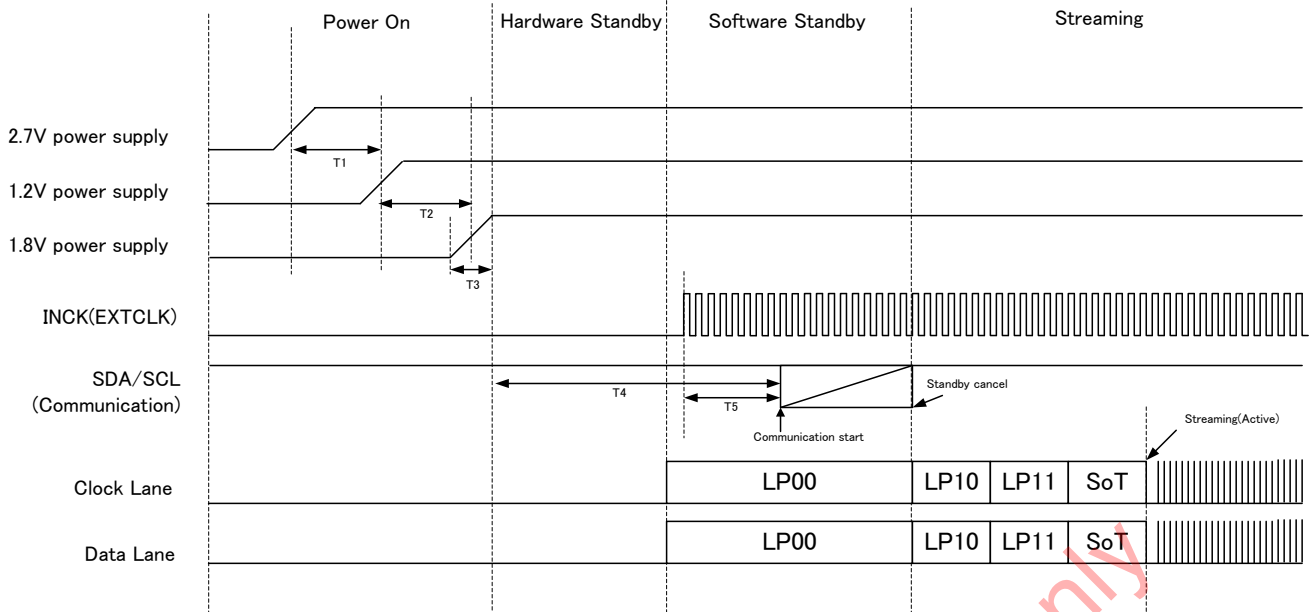 Power On
Hardware Standby
Software Standby
Streaming
2.7V power supply
T1
1.2V power supply
T2
1.8V power supply
T3
INCK(EXTCLK)
SDA/SCL
(Communication)
T4
T5
Standby cancel
Communication start
Streaming(Active)
Clock Lane
LP00
LP10
LP11
SoT
Data Lane
LP00
LP10
LP11
SoT
only